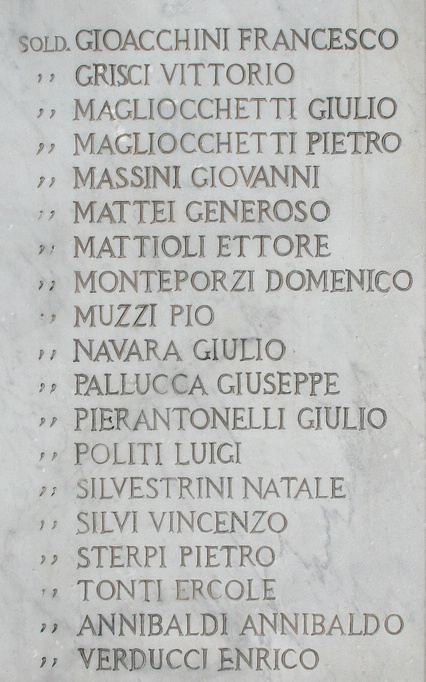 SOLD. GIOACCHINI FRANCESCO
,, GRISCI VITTORIO
,, MAGLIOCCHETTI GIULIO
,, MAGLIOCCHETTI PIETRO
,, MASSINI GIOVANNI
,, MATTEI GENEROSO
,, MATTIOLI ETTORE
,, MONTEPORZI DOMENICO
,, MUZZI PIO
,, NAVARA GIULIO
,, PALLUCCA GIUSEPPE
,, PIERANTONELLI GIULIO
,, POLITI LUIGI
,, SILVESTRINI NATALE
,, SILVI VINCENZO
,, STERPI PIETRO
,, TONTI ERCOLE
,, ANNIBALDI ANNIBALDO
,, VERDUCCI ENRICO